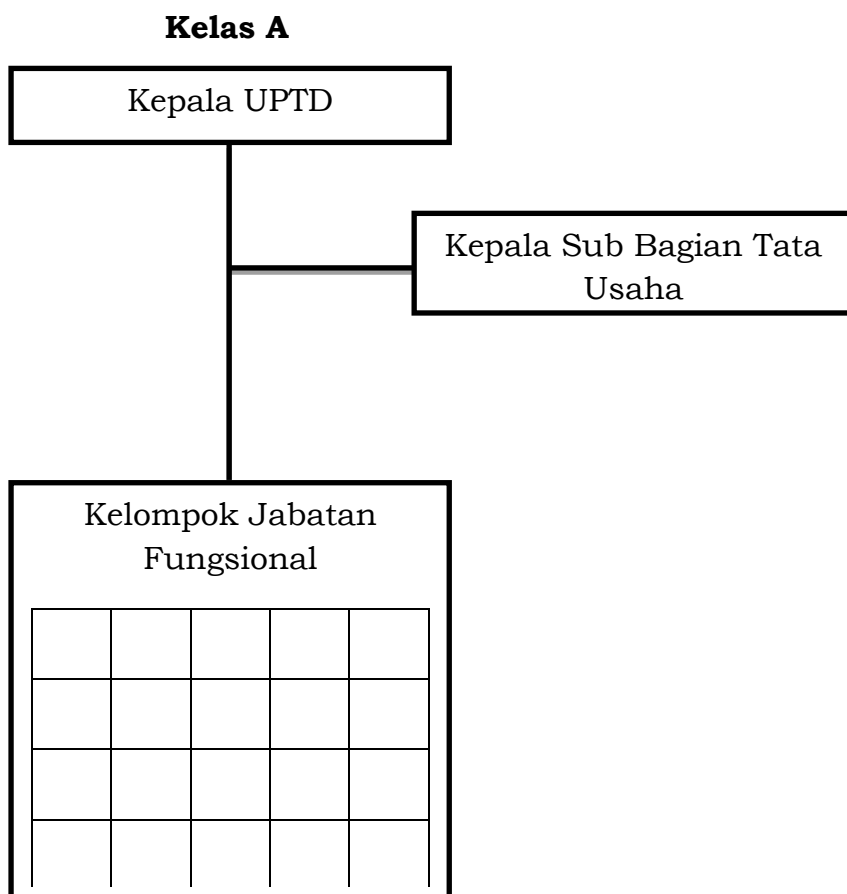 Kelas A
Kepala UPTD
Kepala Sub Bagian Tata
Usaha
Kelompok Jabatan
Fungsional